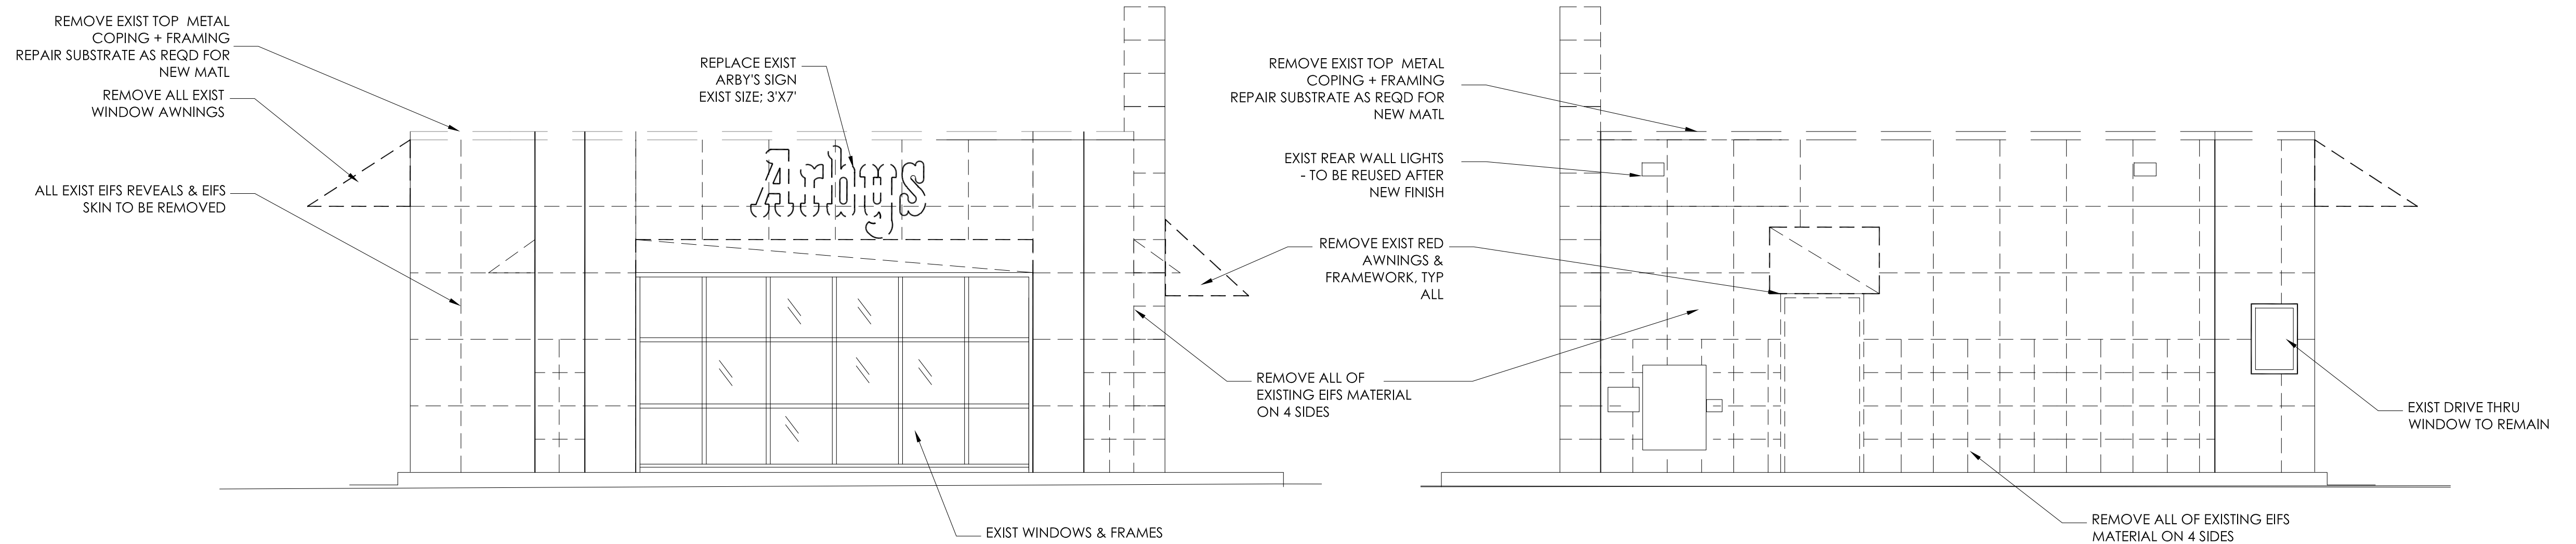 REMOVE EXIST TOP METAL
COPING + FRAMING
REPAIR SUBSTRATE AS REQD FOR
NEW MATL
REMOVE ALL EXIST
WINDOW AWNINGS
ALL EXIST EIFS REVEALS & EIFS
SKIN TO BE REMOVED
REPLACE EXIST
ARBY'S SIGN
EXIST SIZE; 3'X7'
Arbys
EXIST WINDOWS & FRAMES
REMOVE EXIST TOP METAL
COPING + FRAMING
REPAIR SUBSTRATE AS REQD FOR
NEW MATL
EXIST REAR WALL LIGHTS
- TO BE REUSED AFTER
NEW FINISH
REMOVE EXIST RED
AWNINGS &
FRAMEWORK, TYP
ALL
REMOVE ALL OF
EXISTING EIFS MATERIAL
ON 4 SIDES
EXIST DRIVE THRU
WINDOW TO REMAIN
REMOVE ALL OF EXISTING EIFS
MATERIAL ON 4 SIDES